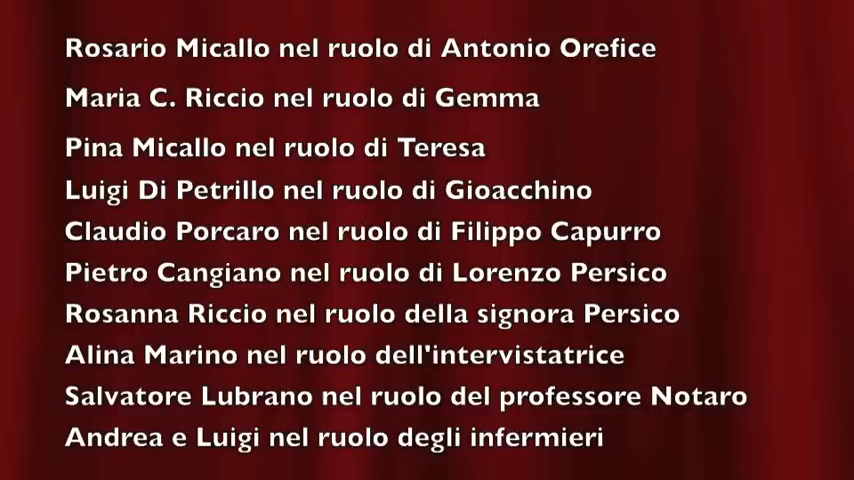 Rosario Micallo nel ruolo di Antonio Orefice
Maria C. Riccio nel ruolo di Gemma
Pina Micallo nel ruolo di Teresa
Luigi Di Petrillo nel ruolo di Gioacchino
Claudio Porcaro nel ruolo di Filippo Capurro
Pietro Cangiano nel ruolo di Lorenzo Persico
Rosanna Riccio nel ruolo della signora Persico
Alina Marino nel ruolo dell'intervistatrice
Salvatore Lubrano nel ruolo del professore Notaro
Andrea e Luigi nel ruolo degli infermieri